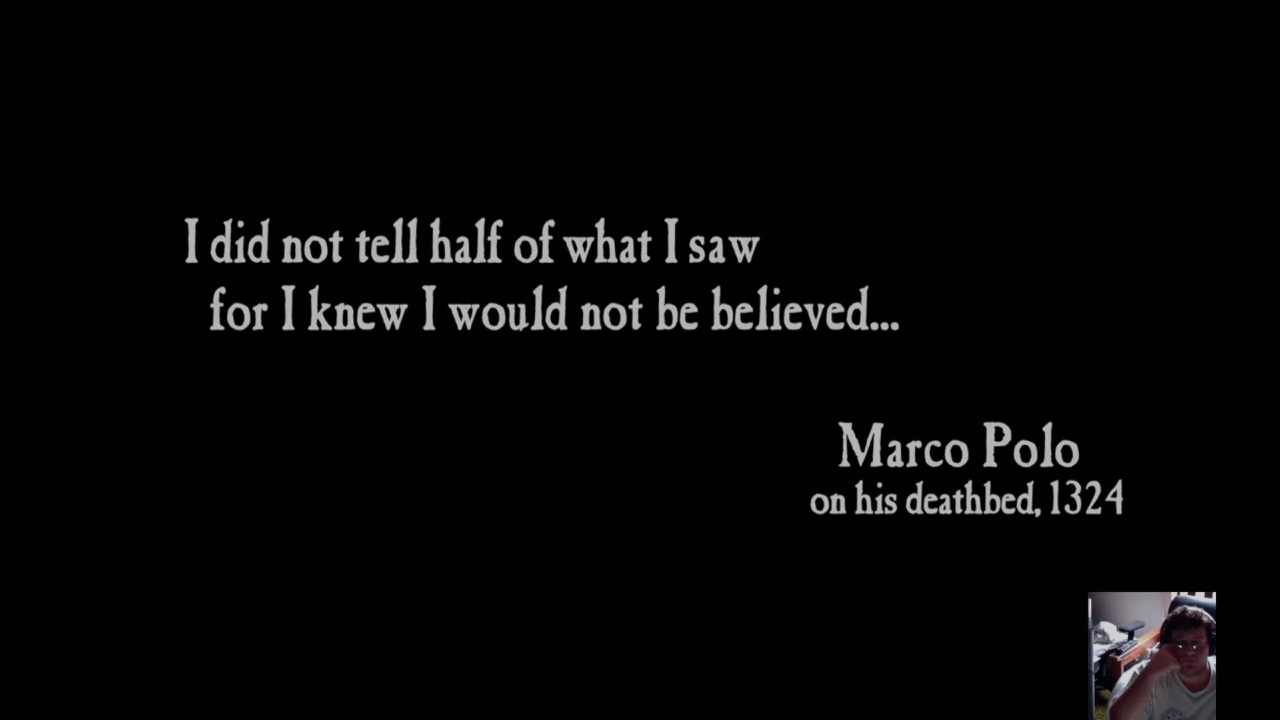 I did not tell half of what I saw
for I knew I would not be believed...
Marco Polo
on his deathbed, 1324